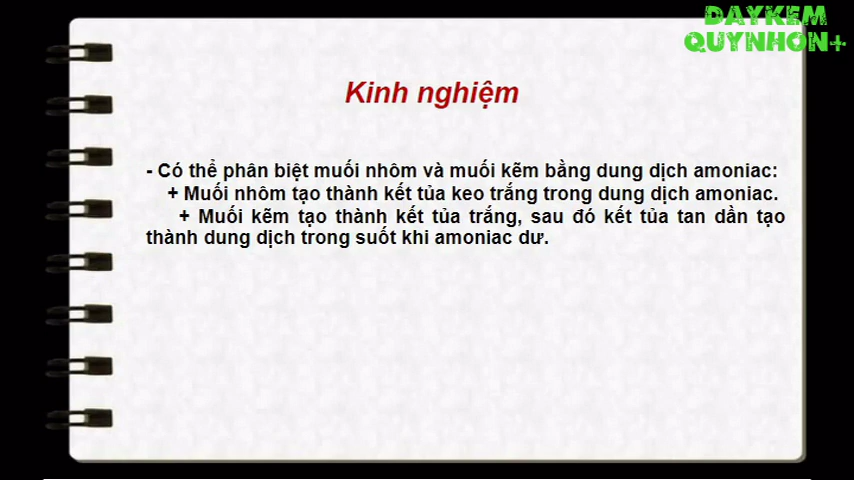 DAYKEM
QUYNHON+
Kinh nghiệm
- Có thể phân biệt muối nhôm và muối kẽm bằng dung dịch amoniac:
+ Muối nhôm tạo thành kết tủa keo trắng trong dung dịch amoniac.
+ Muối kẽm tạo thành kết tủa trắng, sau đó kết tủa tan dần tạo
thành dung dịch trong suốt khi amoniac dư.